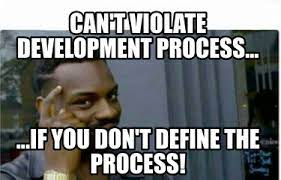 CAN'T VIOLATE
DEVELOPMENT PROCESS...
...IF YOU DON'T DEFINE THE
PROCESS!